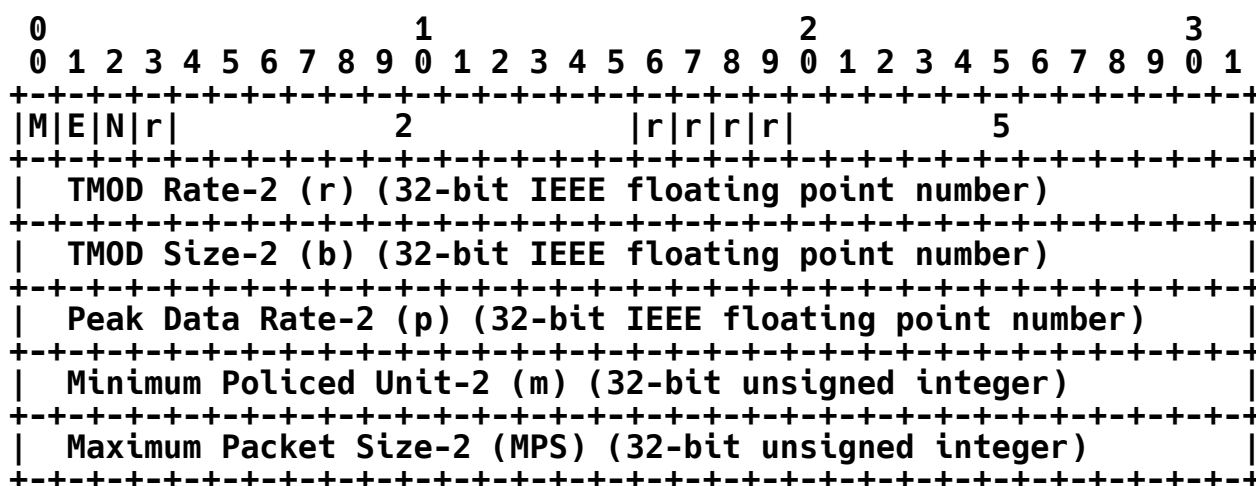 0                   1                   2                   3
 0 1 2 3 4 5 6 7 8 9 0 1 2 3 4 5 6 7 8 9 0 1 2 3 4 5 6 7 8 9 0 1
+-+-+-+-+-+-+-+-+-+-+-+-+-+-+-+-+-+-+-+-+-+-+-+-+-+-+-+-+-+-+-+-+
|M|E|N|r|           2           |r|r|r|r|          5            |
+-+-+-+-+-+-+-+-+-+-+-+-+-+-+-+-+-+-+-+-+-+-+-+-+-+-+-+-+-+-+-+-+
|  TMOD Rate-2 (r) (32-bit IEEE floating point number)          |
+-+-+-+-+-+-+-+-+-+-+-+-+-+-+-+-+-+-+-+-+-+-+-+-+-+-+-+-+-+-+-+-+
|  TMOD Size-2 (b) (32-bit IEEE floating point number)          |
+-+-+-+-+-+-+-+-+-+-+-+-+-+-+-+-+-+-+-+-+-+-+-+-+-+-+-+-+-+-+-+-+
|  Peak Data Rate-2 (p) (32-bit IEEE floating point number)     |
+-+-+-+-+-+-+-+-+-+-+-+-+-+-+-+-+-+-+-+-+-+-+-+-+-+-+-+-+-+-+-+-+
|  Minimum Policed Unit-2 (m) (32-bit unsigned integer)         |
+-+-+-+-+-+-+-+-+-+-+-+-+-+-+-+-+-+-+-+-+-+-+-+-+-+-+-+-+-+-+-+-+
|  Maximum Packet Size-2 (MPS) (32-bit unsigned integer)        |
+-+-+-+-+-+-+-+-+-+-+-+-+-+-+-+-+-+-+-+-+-+-+-+-+-+-+-+-+-+-+-+-+